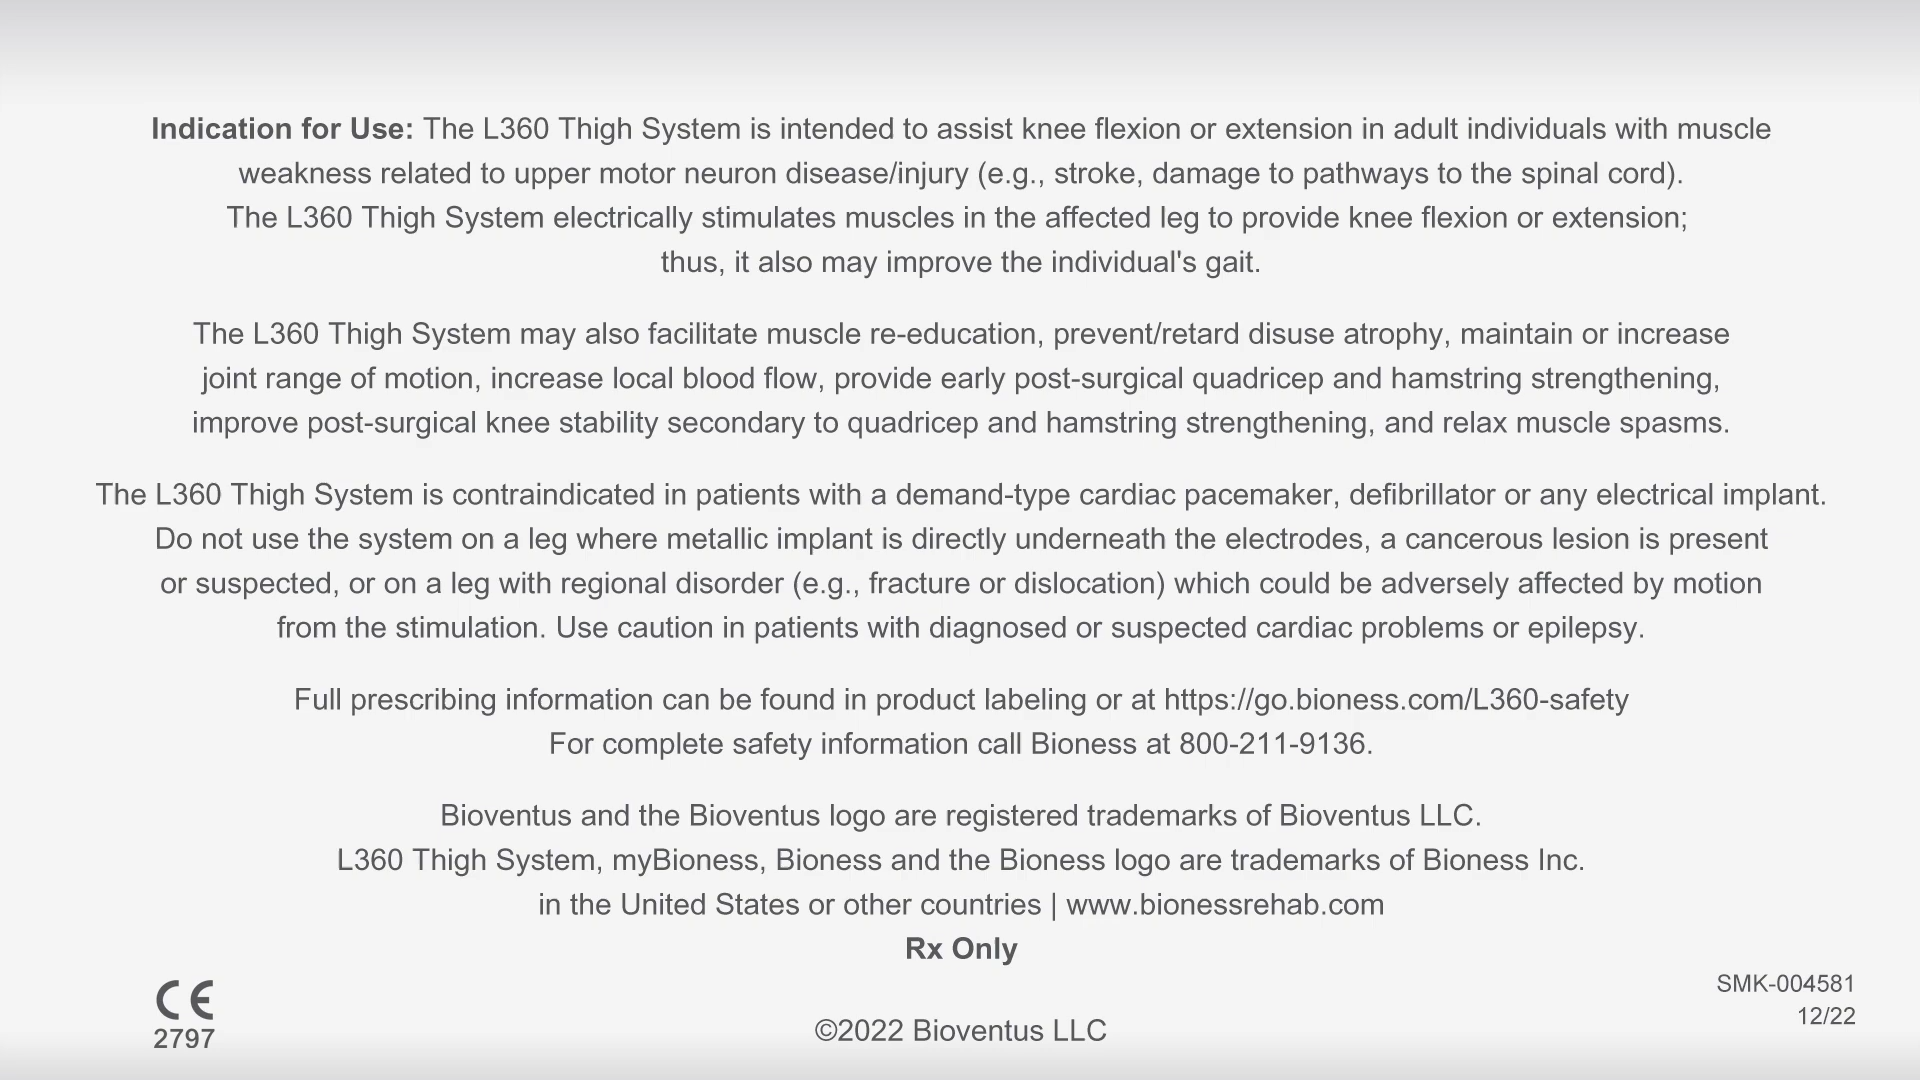 Indication for Use: The L360 Thigh System is intended to assist knee flexion or extension in adult individuals with muscle
weakness related to upper motor neuron disease/injury (e.g., stroke, damage to pathways to the spinal cord).
The L360 Thigh System electrically stimulates muscles in the affected leg to provide knee flexion or extension;
thus, it also may improve the individual's gait.
The L360 Thigh System may also facilitate muscle re-education, prevent/retard disuse atrophy, maintain or increase
joint range of motion, increase local blood flow, provide early post-surgical quadricep and hamstring strengthening,
improve post-surgical knee stability secondary to quadricep and hamstring strengthening, and relax muscle spasms.
The L360 Thigh System is contraindicated in patients with a demand-type cardiac pacemaker, defibrillator or any electrical implant.
Do not use the system on a leg where metallic implant is directly underneath the electrodes, a cancerous lesion is present
or suspected, or on a leg with regional disorder (e.g., fracture or dislocation) which could be adversely affected by motion
from the stimulation. Use caution in patients with diagnosed or suspected cardiac problems or epilepsy.
Full prescribing information can be found in product labeling or at https://go.bioness.com/L360-safety
For complete safety information call Bioness at 800-211-9136.
Bioventus and the Bioventus logo are registered trademarks of Bioventus LLC.
L360 Thigh System, myBioness, Bioness and the Bioness logo are trademarks of Bioness Inc.
in the United States or other countries | www.bionessrehab.com
Rx Only
CE
2797
©2022 Bioventus LLC
SMK-004581
12/22